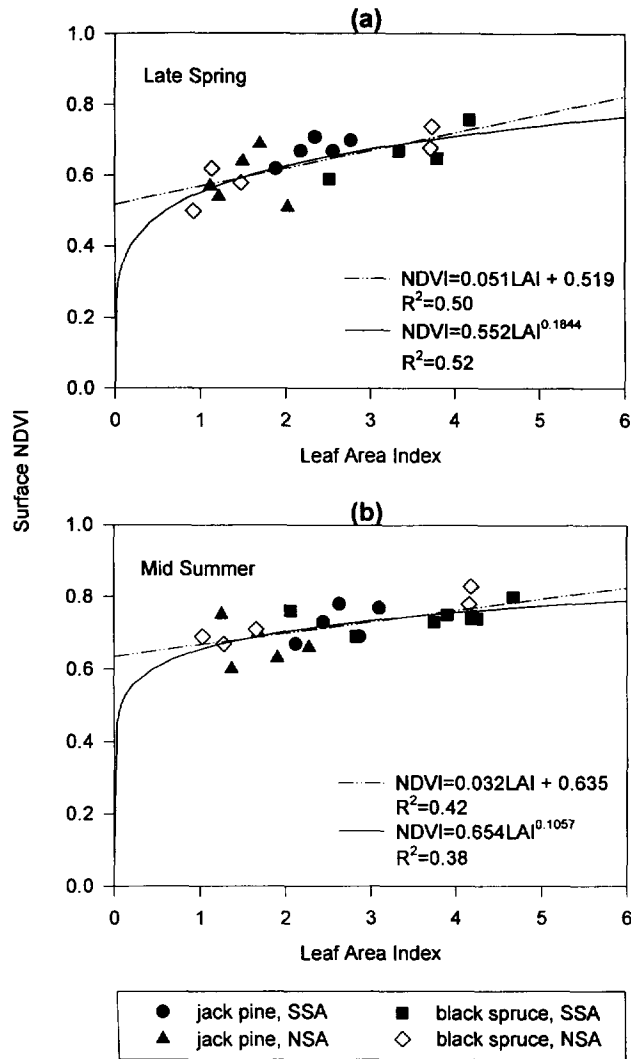 (a)
Late Spring
1.0
0.8
0.6
0.4
0.2
0.0
NDVI=0.051LAI + 0.519
R²=0.50
NDVI=0.552LAI^0.1844
R²=0.52
0 1 2 3 4 5 6
Leaf Area Index
Surface NDVI
(b)
Mid Summer
1.0
0.8
0.6
0.4
0.2
0.0
NDVI=0.032LAI + 0.635
R²=0.42
NDVI=0.654LAI^0.1057
R²=0.38
0 1 2 3 4 5 6
Leaf Area Index
jack pine, SSA
black spruce, SSA
jack pine, NSA
black spruce, NSA